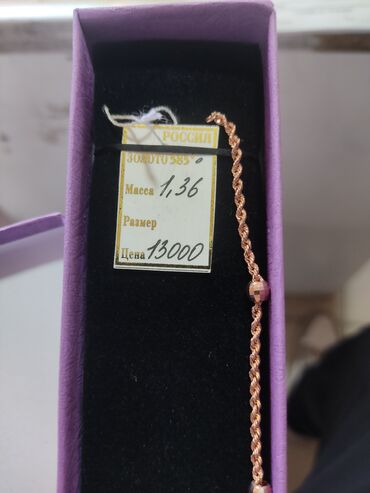 РОССИЯ
ЗОЛОТО 585°
Масса 1,36
Размер
Цена 13000